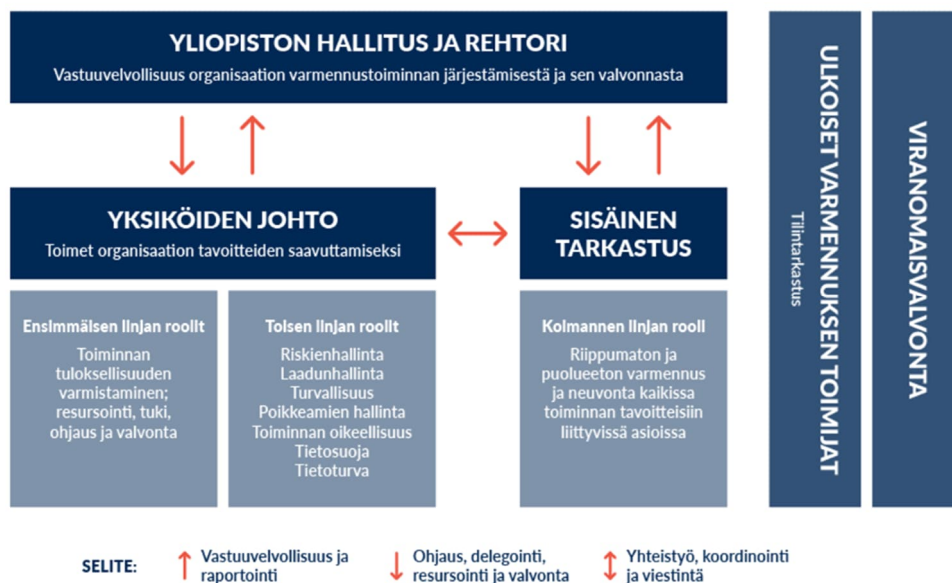 YLIOPISTON HALLITUS JA REHTORI
Vastuuvelvollisuus organisaation varmennustoiminnan järjestämisestä ja sen valvonnasta
YKSIKÖIDEN JOHTO
Toimet organisaation tavoitteiden saavuttamiseksi
SISÄINEN
TARKASTUS
Ensimmäisen linjan roolit
Toiminnan
tuloksellisuuden
varmistaminen;
resursointi, tuki,
ohjaus ja valvonta
Toisen linjan roolit
Riskienhallinta
Laadunhallinta
Turvallisuus
Poikkeamien hallinta
Toiminnan oikeellisuus
Tietosuoja
Tietoturva
Kolmannen linjan rooli
Riippumaton ja
puolueeton varmennus
ja neuvonta kaikissa
toiminnan tavoitteisiin
liittyvissä asioissa
ULKOISET VARMENNUKSEN TOIMIJAT
Tilintarkastus
VIRANOMAISVALVONTA
SELITE:
Vastuuvelvollisuus ja
raportointi
Ohjaus, delegointi,
resursointi ja valvonta
Yhteistyö, koordinointi
ja viestintä